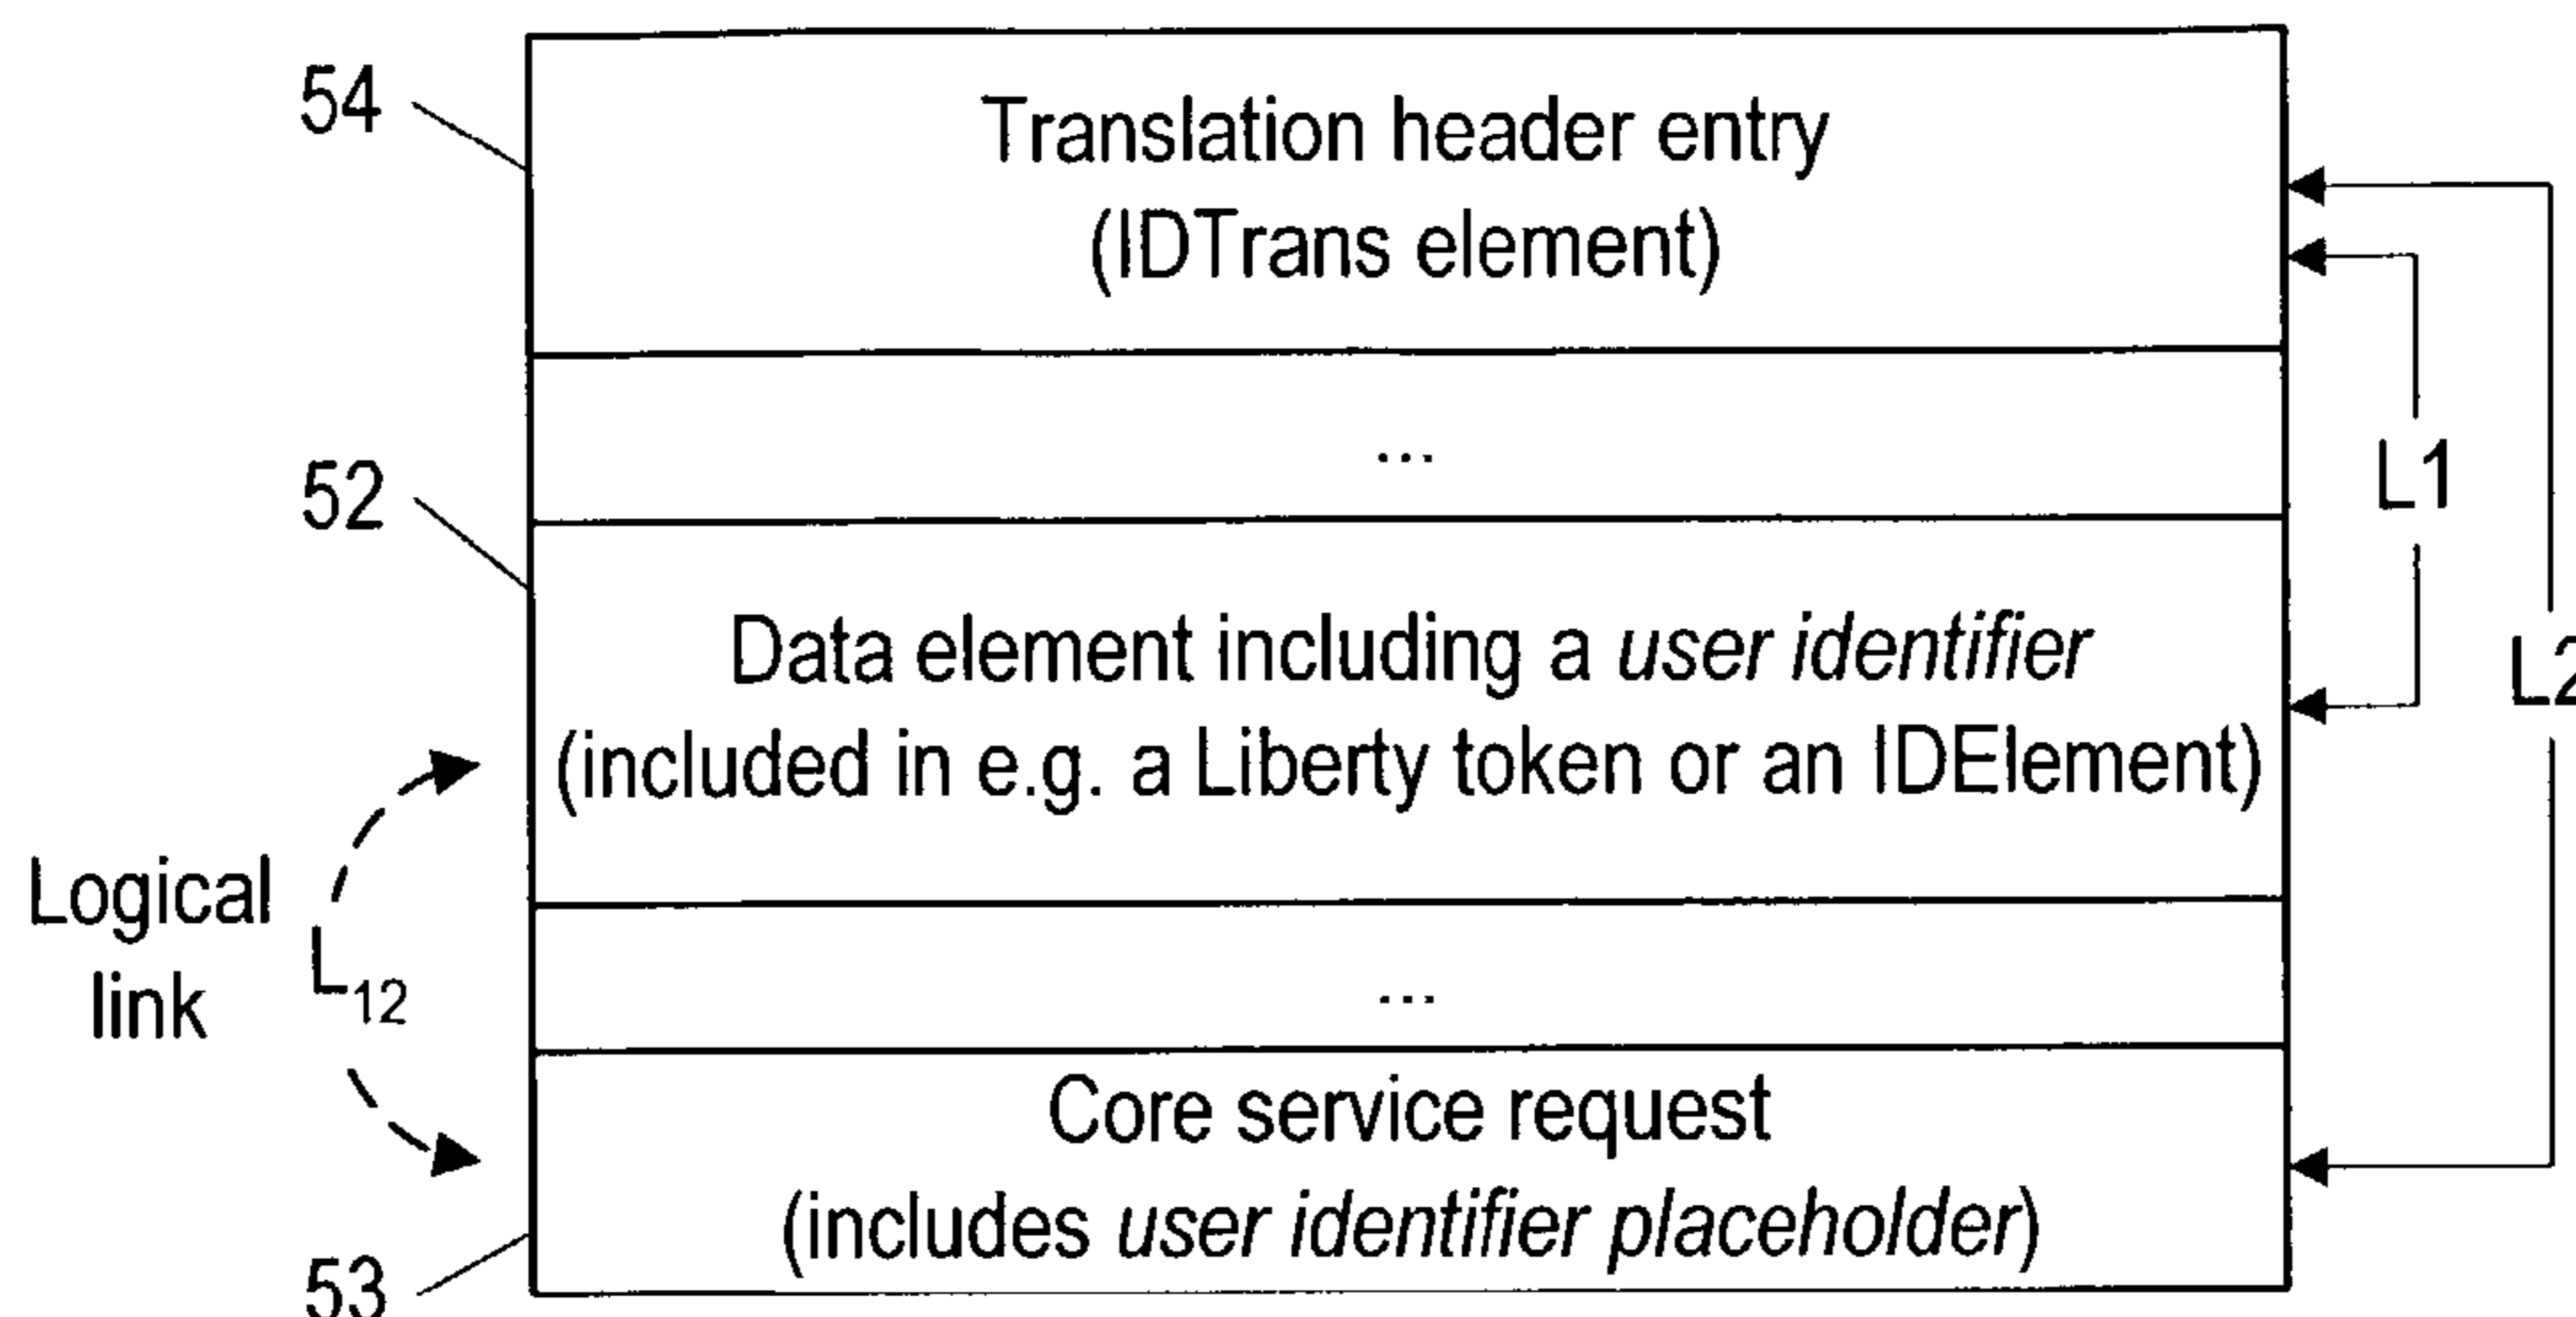 54
Translation header entry
(IDTrans element)
...
L1
52
Data element including a user identifier
(included in e.g. a Liberty token or an IDElement)
L2
Logical
link
L12
...
Core service request
(includes user identifier placeholder)
53